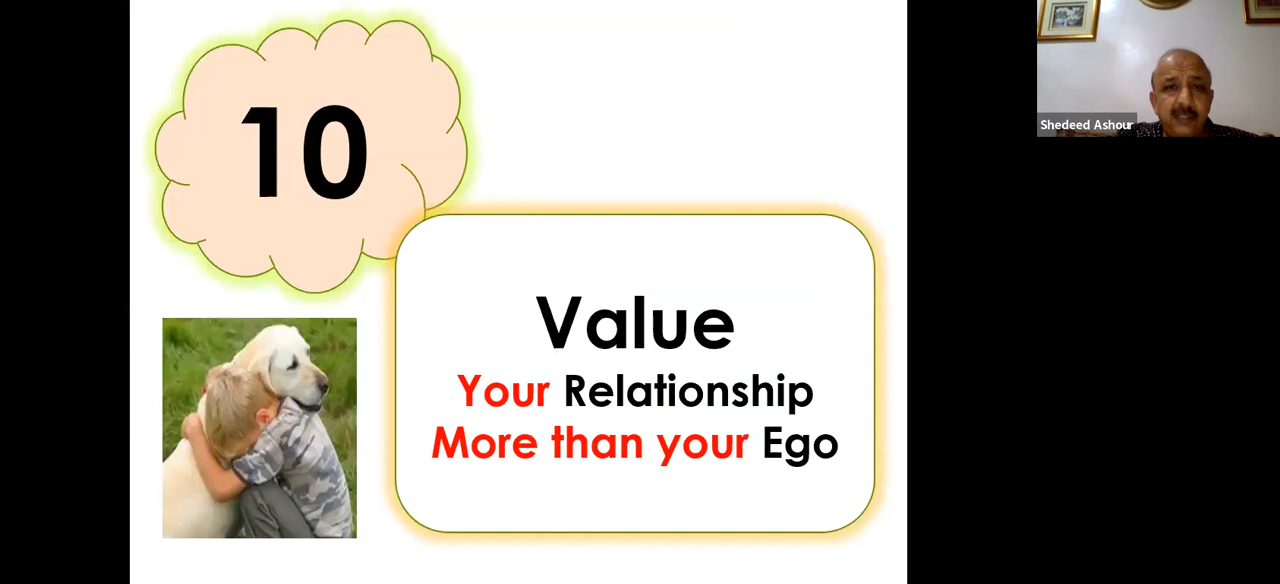 10
Value
Your Relationship
More than your Ego
Shedeed Ashour